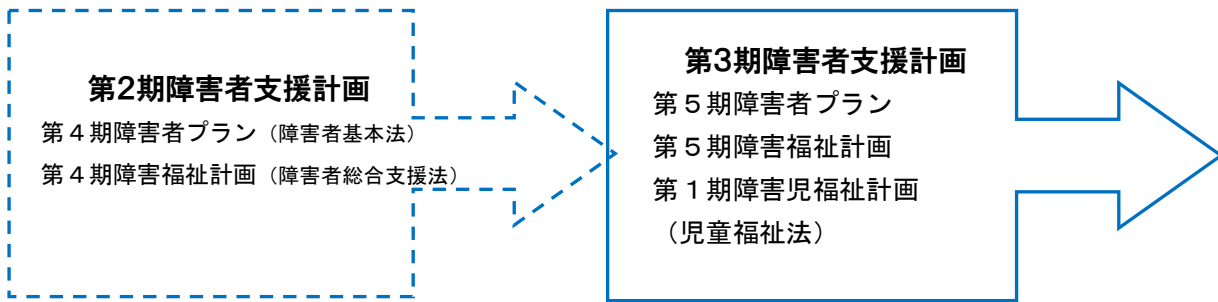 第2期障害者支援計画
第４期障害者プラン（障害者基本法）
第４期障害福祉計画（障害者総合支援法）
第3期障害者支援計画
第５期障害者プラン
第５期障害福祉計画
第１期障害児福祉計画
（児童福祉法）